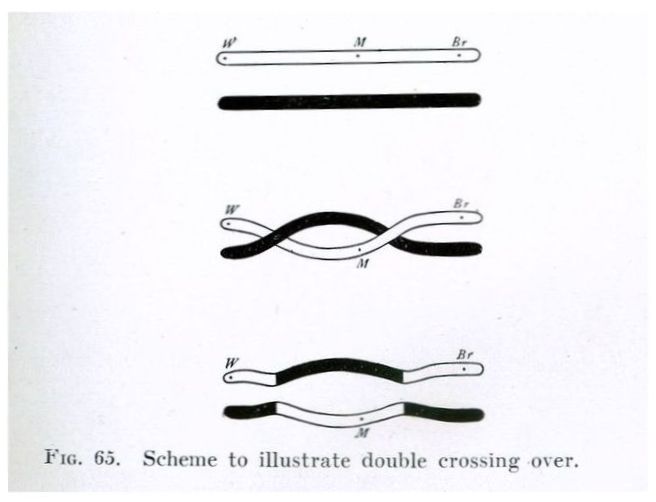 W M Br
W Br
M
W Br
M
FIG. 65. Scheme to illustrate double crossing over.